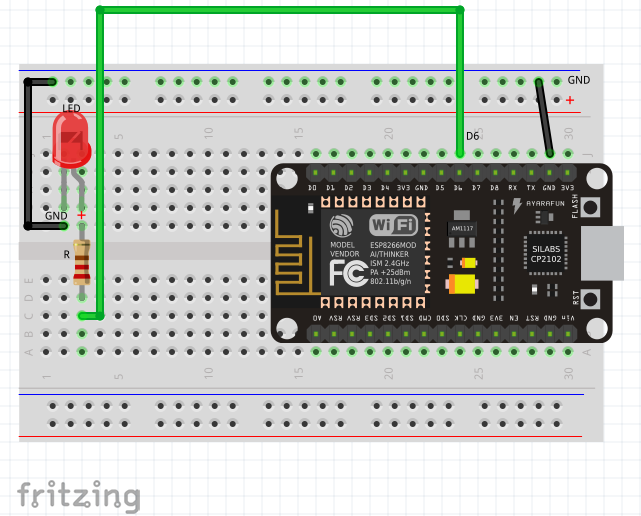 GND
+
LED
1 5 10 15 20 25 30
J
D6
GND
+
R
D0 D1 D2 D3 D4 3V3 GND D5 D6 D7 D8 RX TX GND 3V3
AYARAFUN
FLASH
WiFi
MODEL
VENDOR
ESP8266MOD
AI/THINKER
ISM 2.4GHz
PA +25dBm
802.11b/g/n
FC
AM1117
SILABS
CP2102
RST
A0 RSV RSV SD3 SD2 SD1 CMD SD0 CLK GND 3V3 EN RST GND Vin
E
D
C
B
A
A
1 5 10 15 20 25 30
fritzing